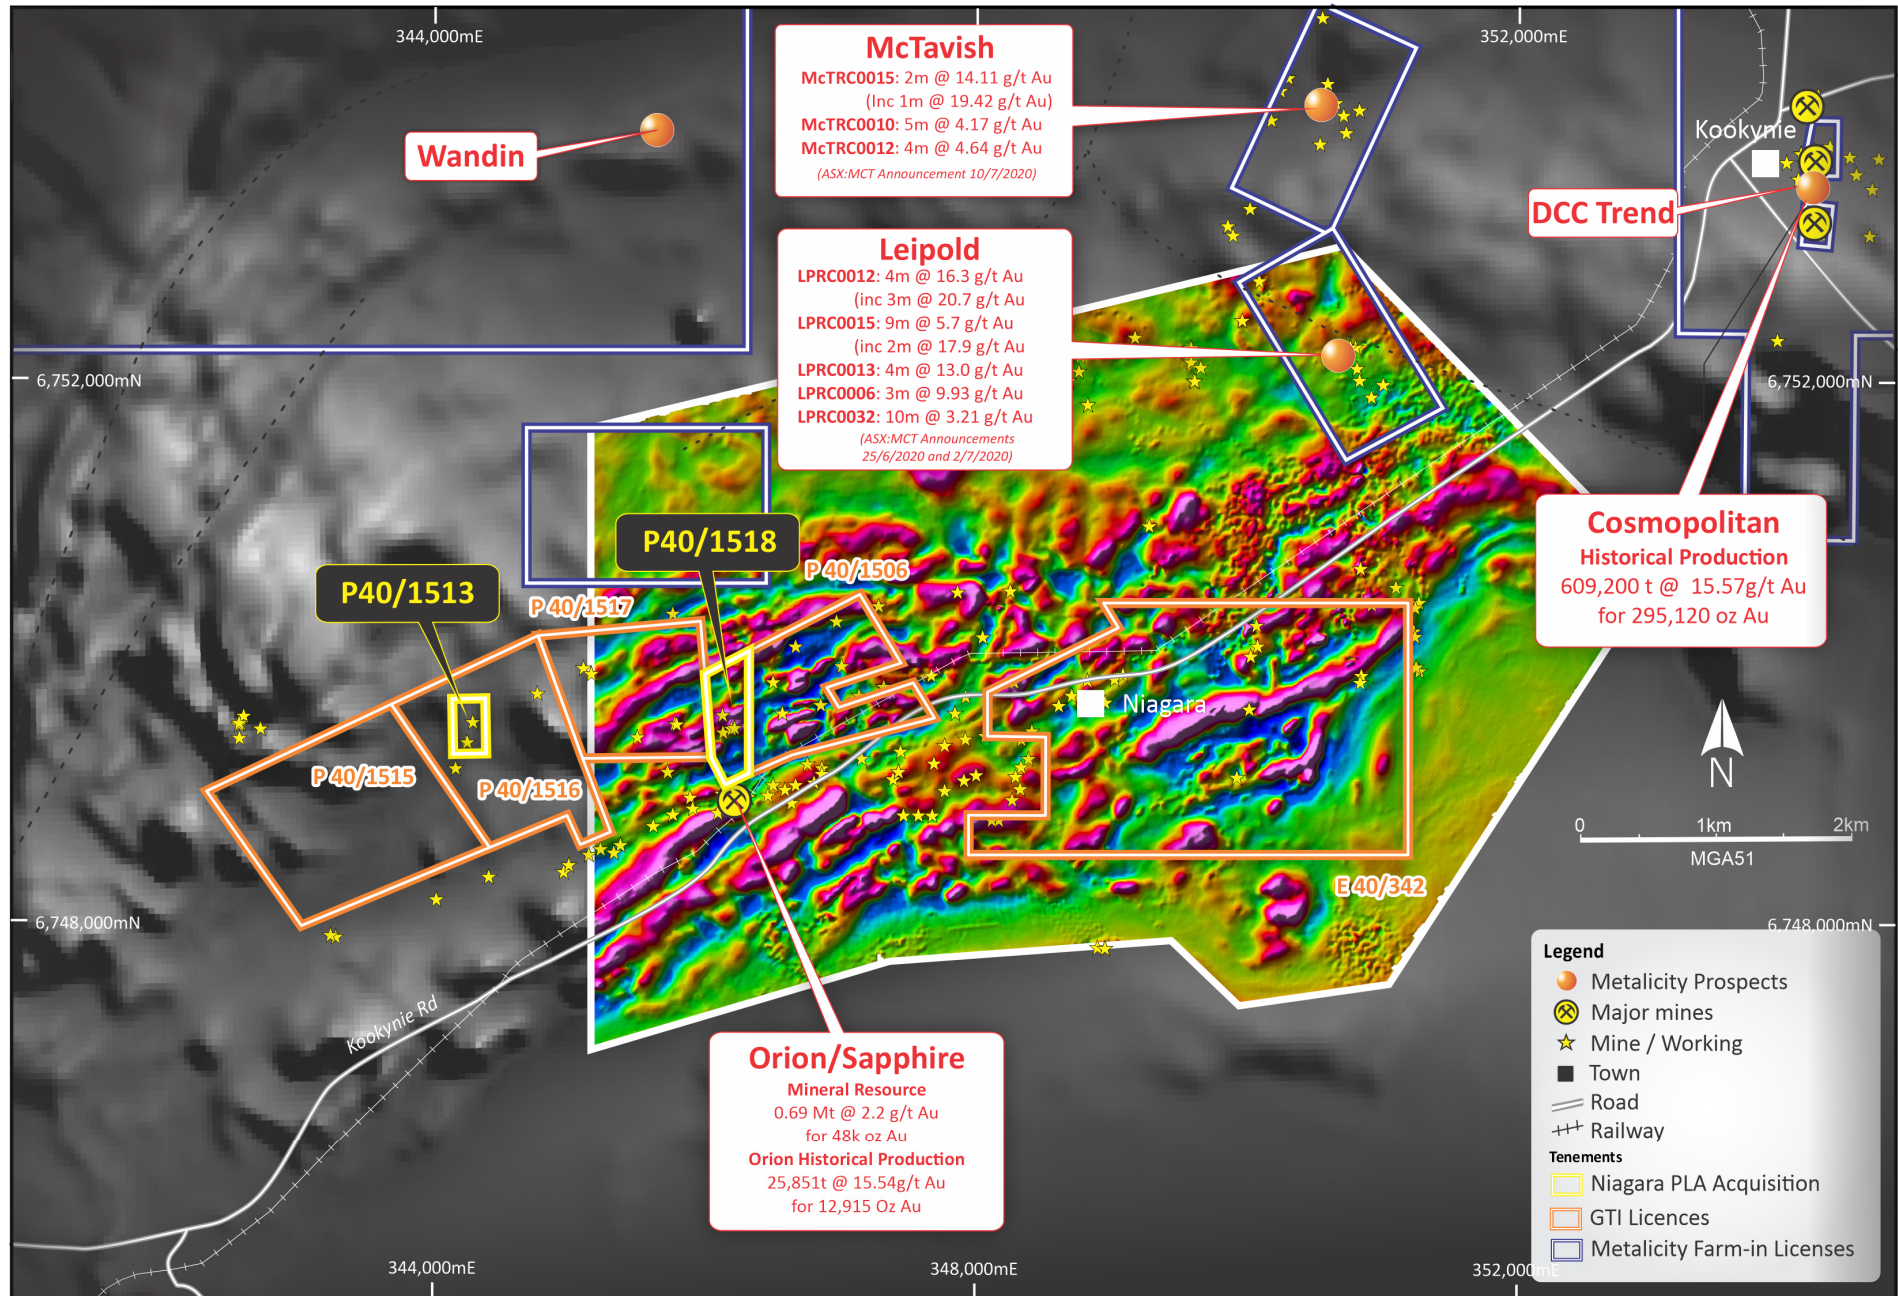 344,000mE
352,000mE
McTavish
McTRC0015: 2m @ 14.11 g/t Au
(Inc 1m @ 19.42 g/t Au)
McTRC0010: 5m @ 4.17 g/t Au
McTRC0012: 4m @ 4.64 g/t Au
(ASX:MCT Announcement 10/7/2020)
Wandin
Kookynie
DCC Trend
Leipold
LPRC0012: 4m @ 16.3 g/t Au
(inc 3m @ 20.7 g/t Au
LPRC0015: 9m @ 5.7 g/t Au
(inc 2m @ 17.9 g/t Au
LPRC0013: 4m @ 13.0 g/t Au
LPRC0006: 3m @ 9.93 g/t Au
LPRC0032: 10m @ 3.21 g/t Au
(ASX:MCT Announcements
25/6/2020 and 2/7/2020)
6,752,000mN
6,752,000mN
Cosmopolitan
Historical Production
609,200 t @ 15.57g/t Au
for 295,120 oz Au
P40/1518
P 40/1506
P40/1513
P 40/1517
Niagara
P 40/1515
P 40/1516
N
0 1km 2km
MGA51
E 40/342
6,748,000mN
6,748,000mN
Kookynie Rd
Orion/Sapphire
Mineral Resource
0.69 Mt @ 2.2 g/t Au
for 48k oz Au
Orion Historical Production
25,851t @ 15.54g/t Au
for 12,915 Oz Au
Legend
Metalicity Prospects
Major mines
Mine / Working
Town
Road
Railway
Tenements
Niagara PLA Acquisition
GTI Licences
Metalicity Farm-in Licenses
344,000mE
348,000mE
352,000mE